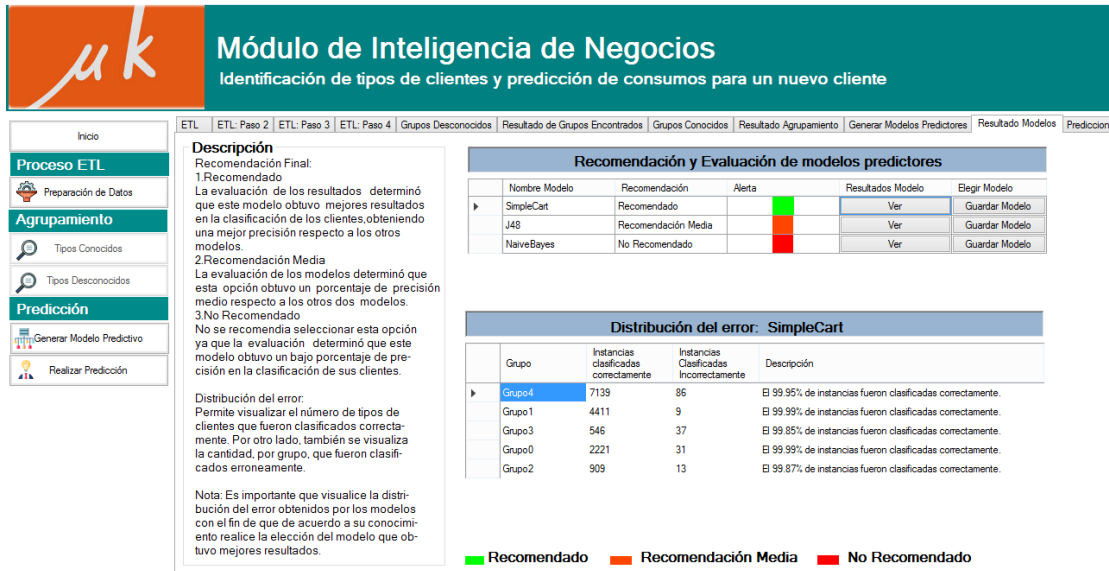 μk
Módulo de Inteligencia de Negocios
Identificación de tipos de clientes y predicción de consumos para un nuevo cliente
Inicio
Proceso ETL
Preparación de Datos
Agrupamiento
Tipos Conocidos
Tipos Desconocidos
Predicción
Generar Modelo Predictivo
Realizar Predicción
ETL ETL: Paso 2 ETL: Paso 3 ETL: Paso 4 Grupos Desconocidos Resultado de Grupos Encontrados Grupos Conocidos Resultado Agrupamiento Generar Modelos Predictores Resultado Modelos Prediccion
Descripción
Recomendación Final:
1.Recomendado
La evaluación de los resultados determinó
que este modelo obtuvo mejores resultados
en la clasificación de los clientes,obteniendo
una mejor precisión respecto a los otros
modelos.
2.Recomendación Media
La evaluación de los modelos determinó que
esta opción obtuvo un porcentaje de precisión
medio respecto a los otros dos modelos.
3.No Recomendado
No se recomendia seleccionar esta opción
ya que la evaluación determinó que este
modelo obtuvo un bajo porcentaje de pre-
cisión en la clasificación de sus clientes.
Distribución del error:
Permite visualizar el número de tipos de
clientes que fueron clasificados correcta-
mente. Por otro lado, también se visualiza
la cantidad, por grupo, que fueron clasifi-
cados erroneamente.
Nota: Es importante que visualice la distri-
bución del error obtenidos por los modelos
con el fin de que de acuerdo a su conocimi-
ento realice la elección del modelo que ob-
tuvo mejores resultados.
Recomendación y Evaluación de modelos predictores
Nombre Modelo Recomendación Alerta Resultados Modelo Elegir Modelo
SimpleCart Recomendado Ver Guardar Modelo
J48 Recomendación Media Ver Guardar Modelo
NaiveBayes No Recomendado Ver Guardar Modelo
Distribución del error: SimpleCart
Grupo Instancias clasificadas correctamente Instancias Clasificadas Incorrectamente Descripción
Grupo4 7139 86 El 99.95% de instancias fueron clasificadas correctamente.
Grupo1 4411 9 El 99.99% de instancias fueron clasificadas correctamente.
Grupo3 546 37 El 99.85% de instancias fueron clasificadas correctamente.
Grupo0 2221 31 El 99.99% de instancias fueron clasificadas correctamente.
Grupo2 909 13 El 99.87% de instancias fueron clasificadas correctamente.
Recomendado Recomendación Media No Recomendado